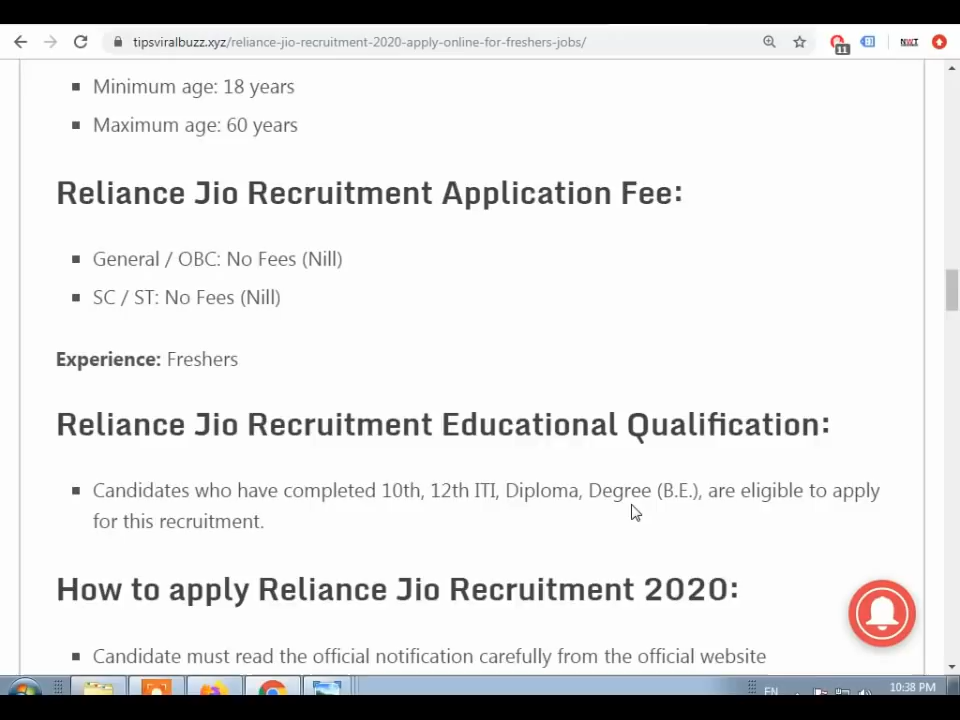 tipsviralbuzz.xyz/reliance-jio-recruitment-2020-apply-online-for-freshers-jobs/
11
NWT
Minimum age: 18 years
Maximum age: 60 years
Reliance Jio Recruitment Application Fee:
General / OBC: No Fees (Nill)
SC / ST: No Fees (Nill)
Experience: Freshers
Reliance Jio Recruitment Educational Qualification:
Candidates who have completed 10th, 12th ITI, Diploma, Degree (B.E.), are eligible to apply
for this recruitment.
How to apply Reliance Jio Recruitment 2020:
Candidate must read the official notification carefully from the official website
EN
10:38 PM